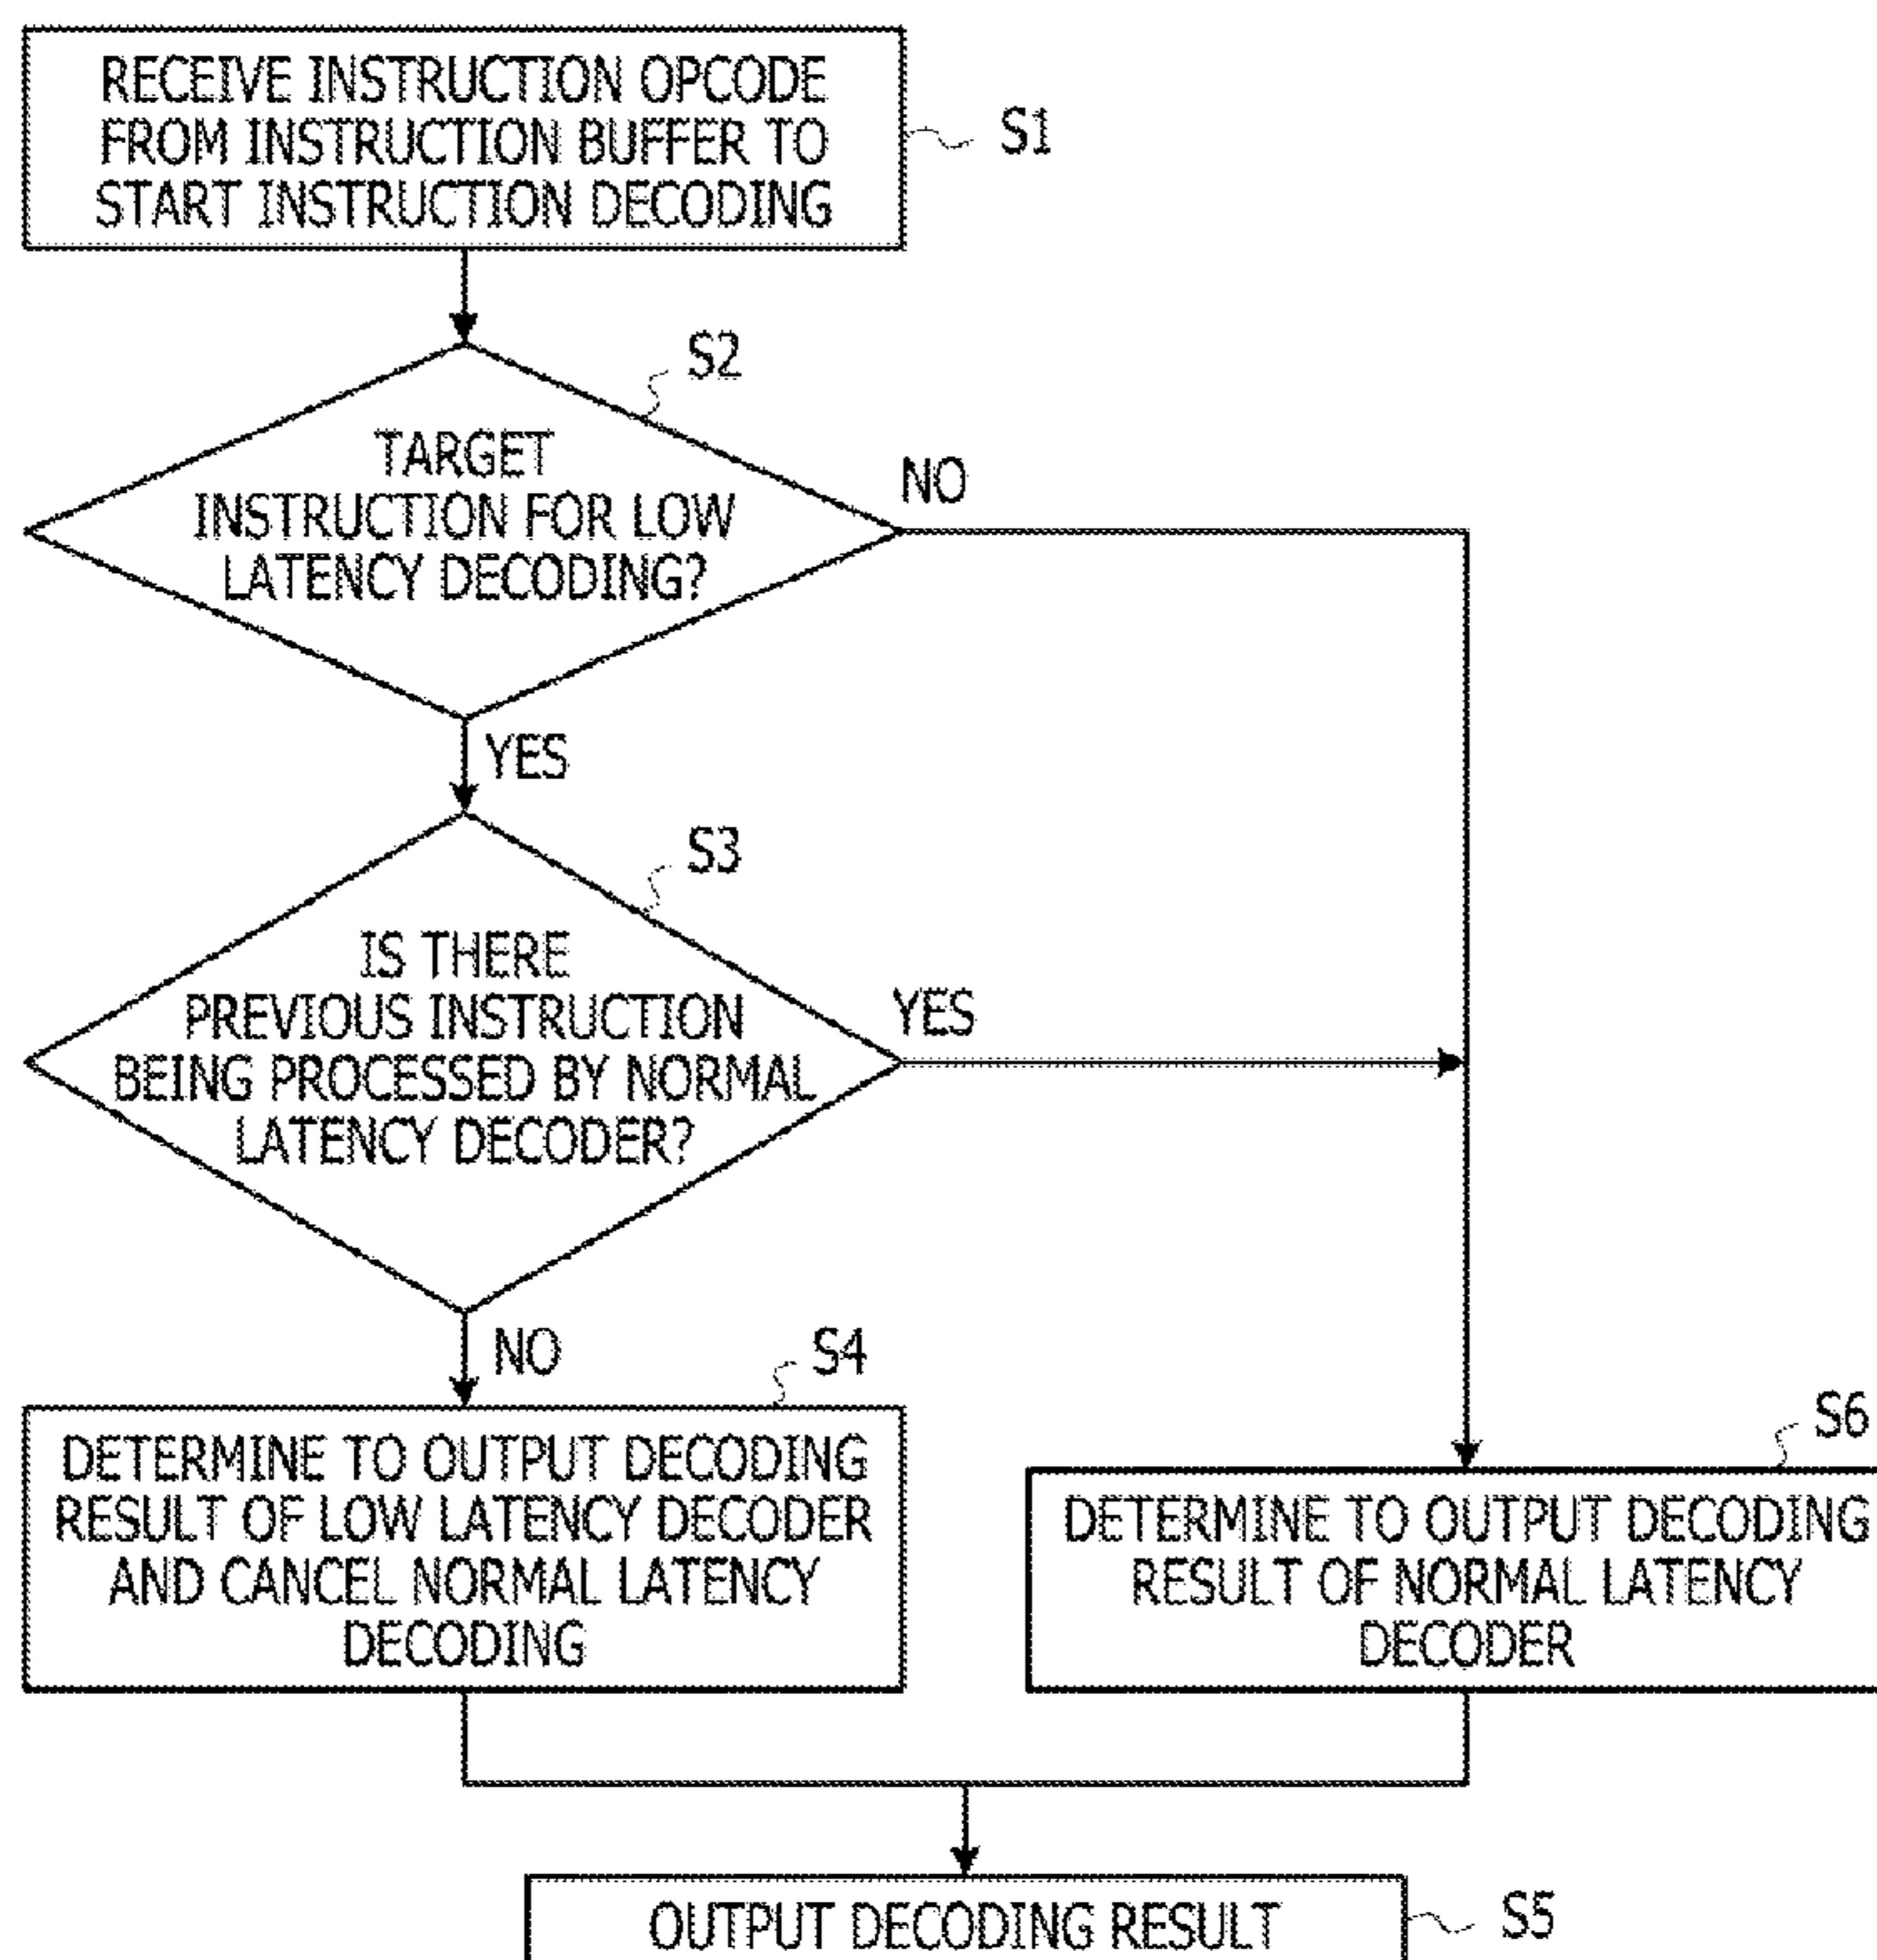 RECEIVE INSTRUCTION OPCODE
FROM INSTRUCTION BUFFER TO
START INSTRUCTION DECODING
S1
S2
TARGET
INSTRUCTION FOR LOW
LATENCY DECODING?
NO
YES
S3
IS THERE
PREVIOUS INSTRUCTION
BEING PROCESSED BY NORMAL
LATENCY DECODER?
YES
NO
S4
DETERMINE TO OUTPUT DECODING
RESULT OF LOW LATENCY DECODER
AND CANCEL NORMAL LATENCY
DECODING
S6
DETERMINE TO OUTPUT DECODING
RESULT OF NORMAL LATENCY
DECODER
OUTPUT DECODING RESULT
S5